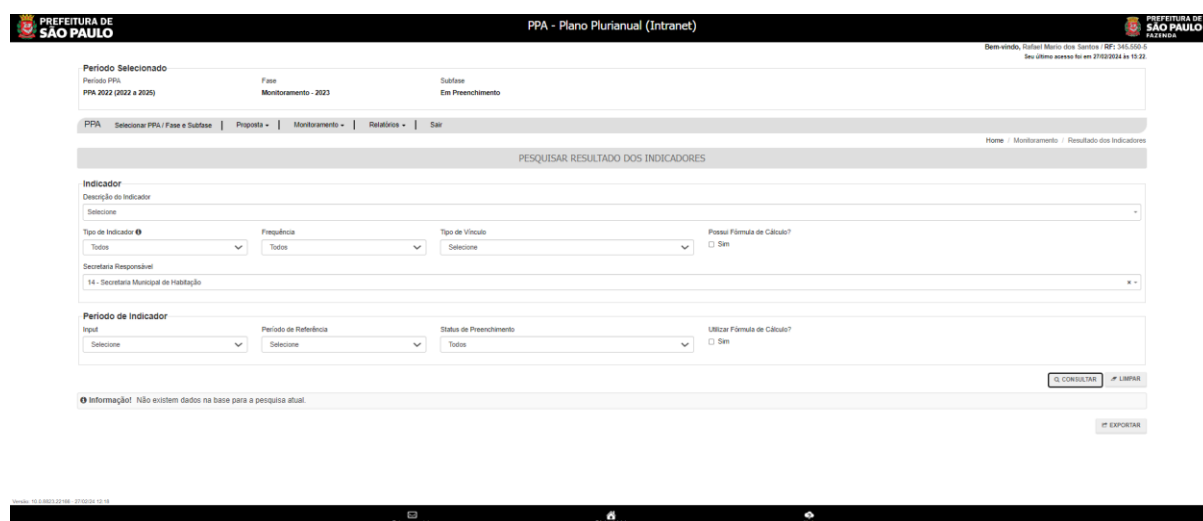 PREFEITURA DE
SÃO PAULO
PPA - Plano Plurianual (Intranet)
PREFEITURA DE
SÃO PAULO
FAZENDA
Bem-vindo, Rafael Mario dos Santos / RF: 345.550-5
Seu último acesso foi em 27/02/2024 às 15:22.
Período Selecionado
Período PPA Fase Subfase
PPA 2022 (2022 a 2025) Monitoramento - 2023 Em Preenchimento
PPA Selecionar PPA / Fase e Subfase | Proposta | Monitoramento | Relatórios | Sair
Home / Monitoramento / Resultado dos Indicadores
PESQUISAR RESULTADO DOS INDICADORES
Indicador
Descrição do Indicador
Selecione
Tipo de Indicador Frequência Tipo de Vínculo Possui Fórmula de Cálculo?
Todos Todos Selecione Sim
Secretaria Responsável
14 - Secretaria Municipal de Habitação
Período de Indicador
Input Período de Referência Status de Preenchimento Utilizar Fórmula de Cálculo?
Selecione Selecione Todos Sim
CONSULTAR LIMPAR
Informação! Não existem dados na base para a pesquisa atual.
EXPORTAR